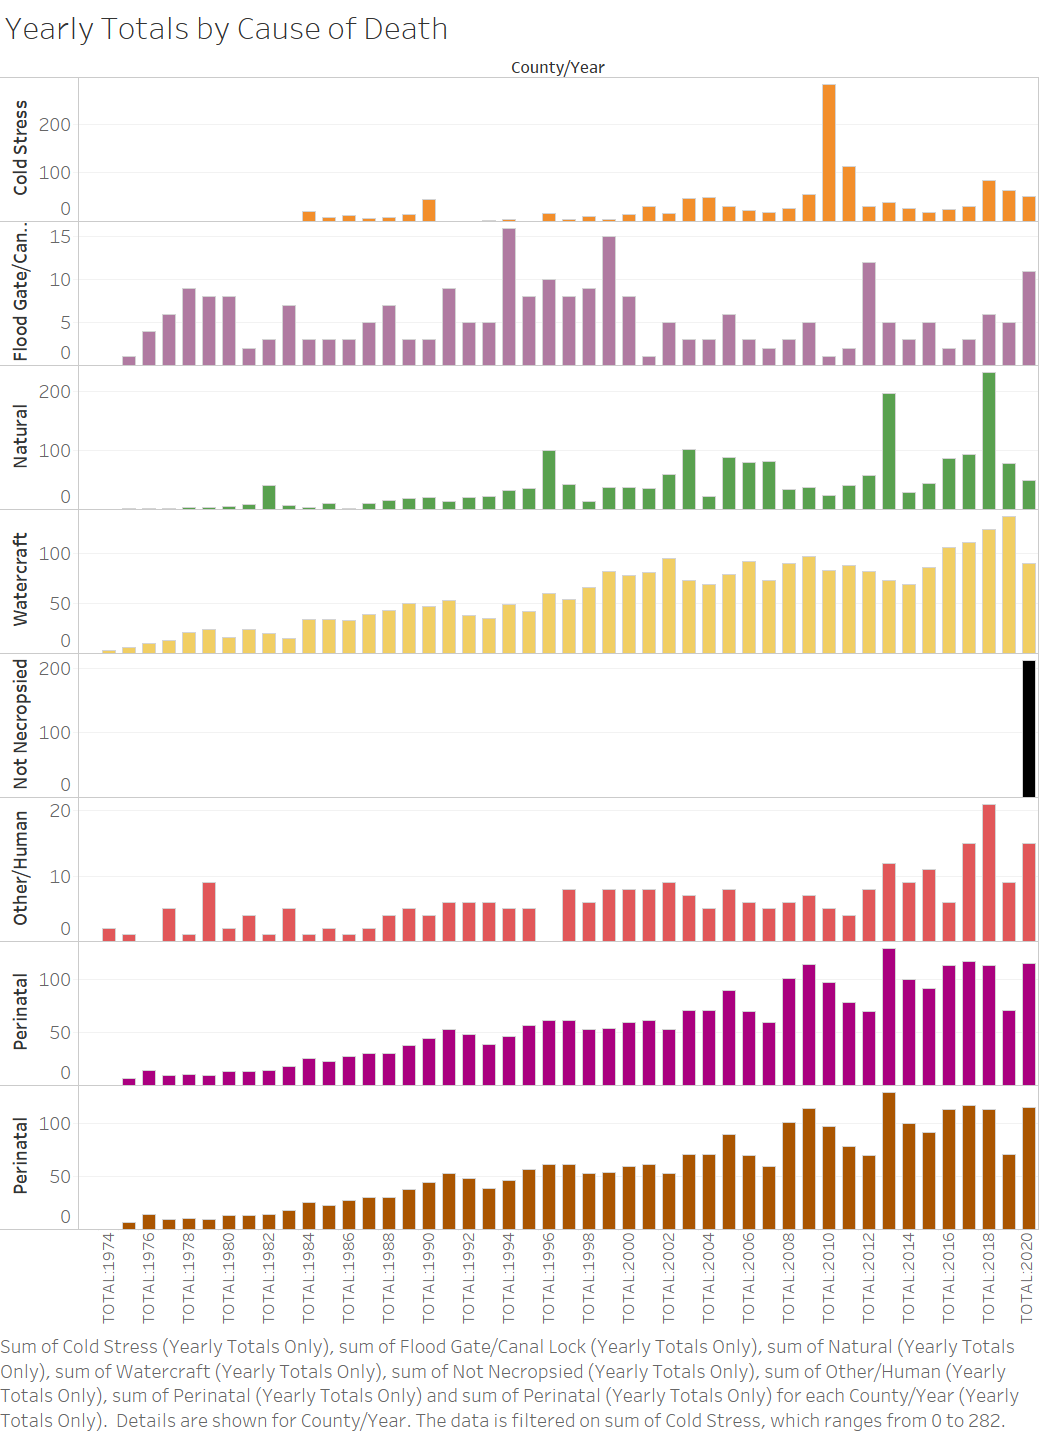 Yearly Totals by Cause of Death
County/Year
Cold Stress
200
100
0
Flood Gate/Can..
15
10
5
0
Natural
200
100
0
Watercraft
100
50
0
Not Necropsied
200
100
0
Other/Human
20
10
0
Perinatal
100
50
0
Perinatal
100
50
0
TOTAL:1974
TOTAL:1976
TOTAL:1978
TOTAL:1980
TOTAL:1982
TOTAL:1984
TOTAL:1986
TOTAL:1988
TOTAL:1990
TOTAL:1992
TOTAL:1994
TOTAL:1996
TOTAL:1998
TOTAL:2000
TOTAL:2002
TOTAL:2004
TOTAL:2006
TOTAL:2008
TOTAL:2010
TOTAL:2012
TOTAL:2014
TOTAL:2016
TOTAL:2018
TOTAL:2020
Sum of Cold Stress (Yearly Totals Only), sum of Flood Gate/Canal Lock (Yearly Totals Only), sum of Natural (Yearly Totals
Only), sum of Watercraft (Yearly Totals Only), sum of Not Necropsied (Yearly Totals Only), sum of Other/Human (Yearly
Totals Only), sum of Perinatal (Yearly Totals Only) and sum of Perinatal (Yearly Totals Only) for each County/Year (Yearly
Totals Only).  Details are shown for County/Year. The data is filtered on sum of Cold Stress, which ranges from 0 to 282.